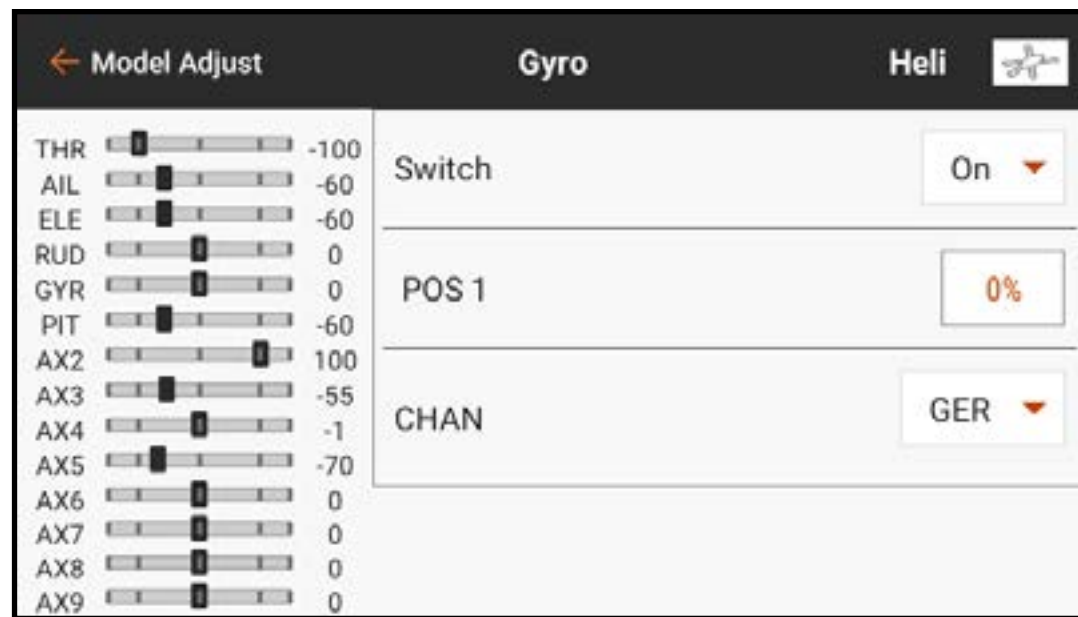 ← Model Adjust Gyro Heli
THR -100
AIL -60
ELE -60
RUD 0
GYR 0
PIT -60
AX2 100
AX3 -55
AX4 -1
AX5 -70
AX6 0
AX7 0
AX8 0
AX9 0
Switch On
POS 1 0%
CHAN GER